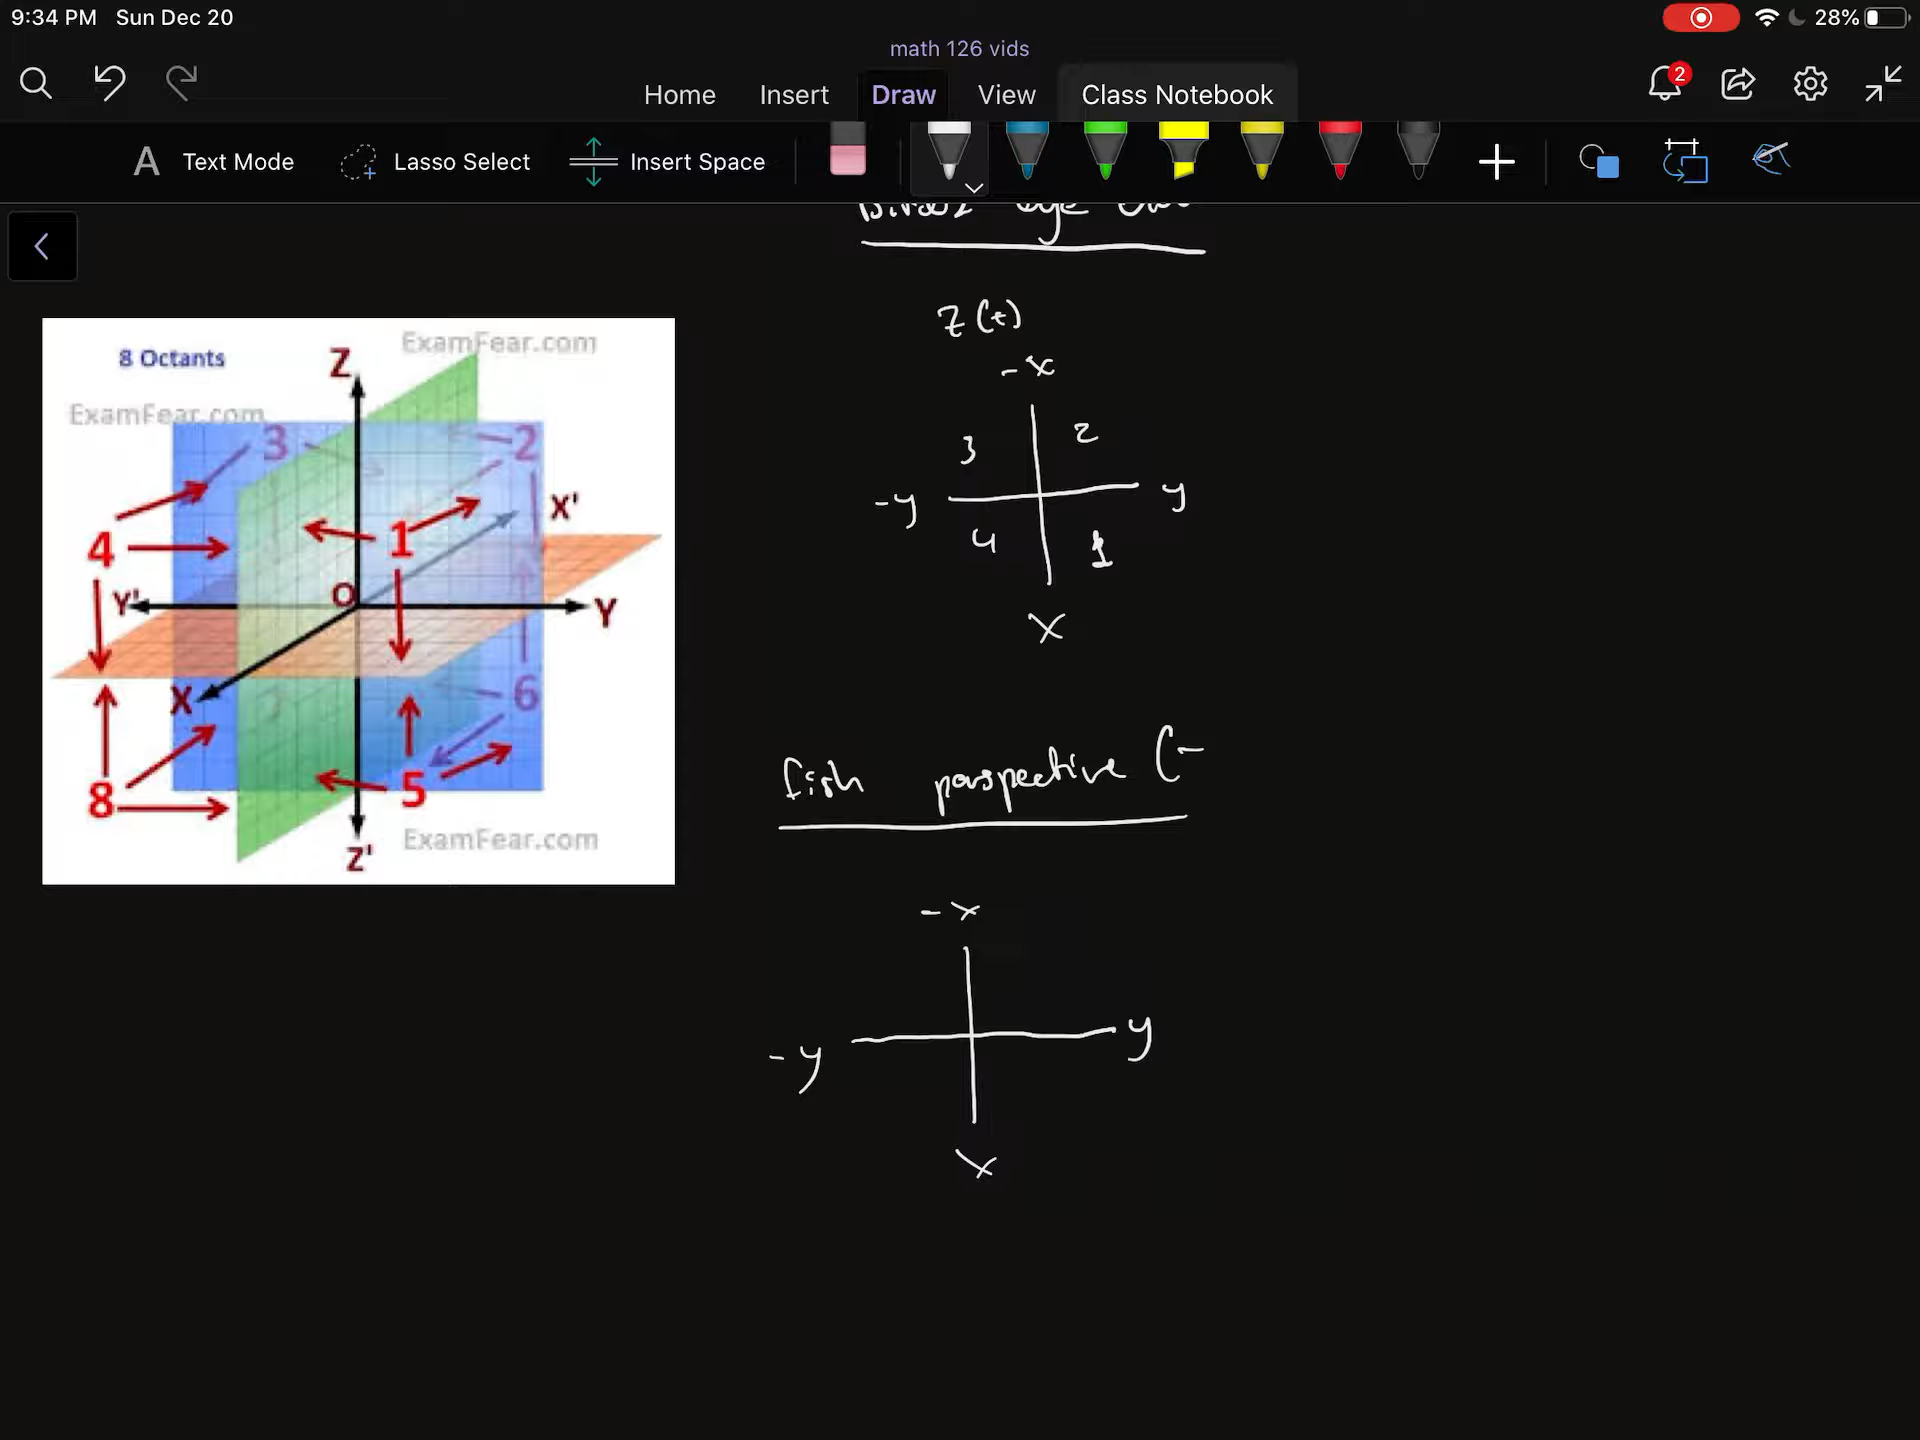 9:34 PM Sun Dec 20
28%
math 126 vids
2
Home Insert Draw View Class Notebook
A Text Mode Lasso Select Insert Space
eye
8 Octants
Z
ExamFear.com
ExamFear.com
3
2
4
1
X'
Y'
O
Y
X
6
8
5
Z'
ExamFear.com
Z (+)
-x
3 2
-y y
4 1
x
fish perspective (-
-x
-y y
x